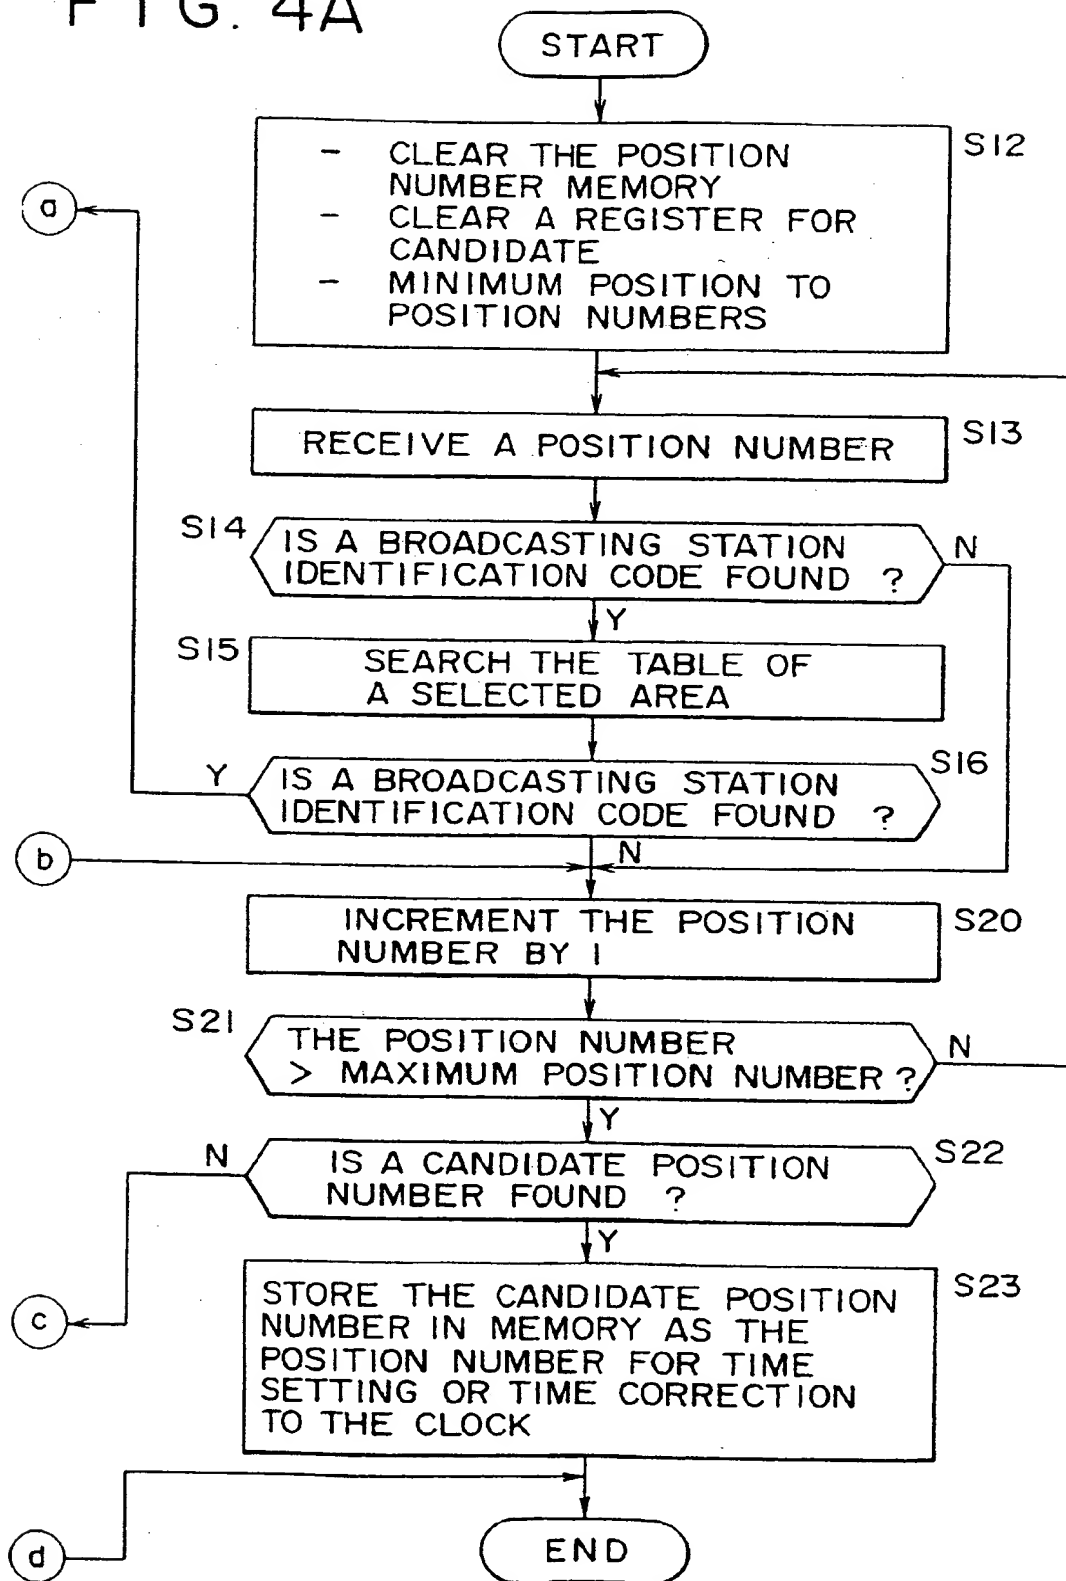 FIG. 4A
START
S12
- CLEAR THE POSITION
NUMBER MEMORY
- CLEAR A REGISTER FOR
CANDIDATE
- MINIMUM POSITION TO
POSITION NUMBERS
a
RECEIVE A POSITION NUMBER
S13
S14
IS A BROADCASTING STATION
IDENTIFICATION CODE FOUND ?
N
Y
S15
SEARCH THE TABLE OF
A SELECTED AREA
S16
Y
IS A BROADCASTING STATION
IDENTIFICATION CODE FOUND ?
N
b
INCREMENT THE POSITION
NUMBER BY 1
S20
S21
THE POSITION NUMBER
> MAXIMUM POSITION NUMBER ?
N
Y
N
IS A CANDIDATE POSITION
NUMBER FOUND ?
S22
Y
c
STORE THE CANDIDATE POSITION
NUMBER IN MEMORY AS THE
POSITION NUMBER FOR TIME
SETTING OR TIME CORRECTION
TO THE CLOCK
S23
d
END